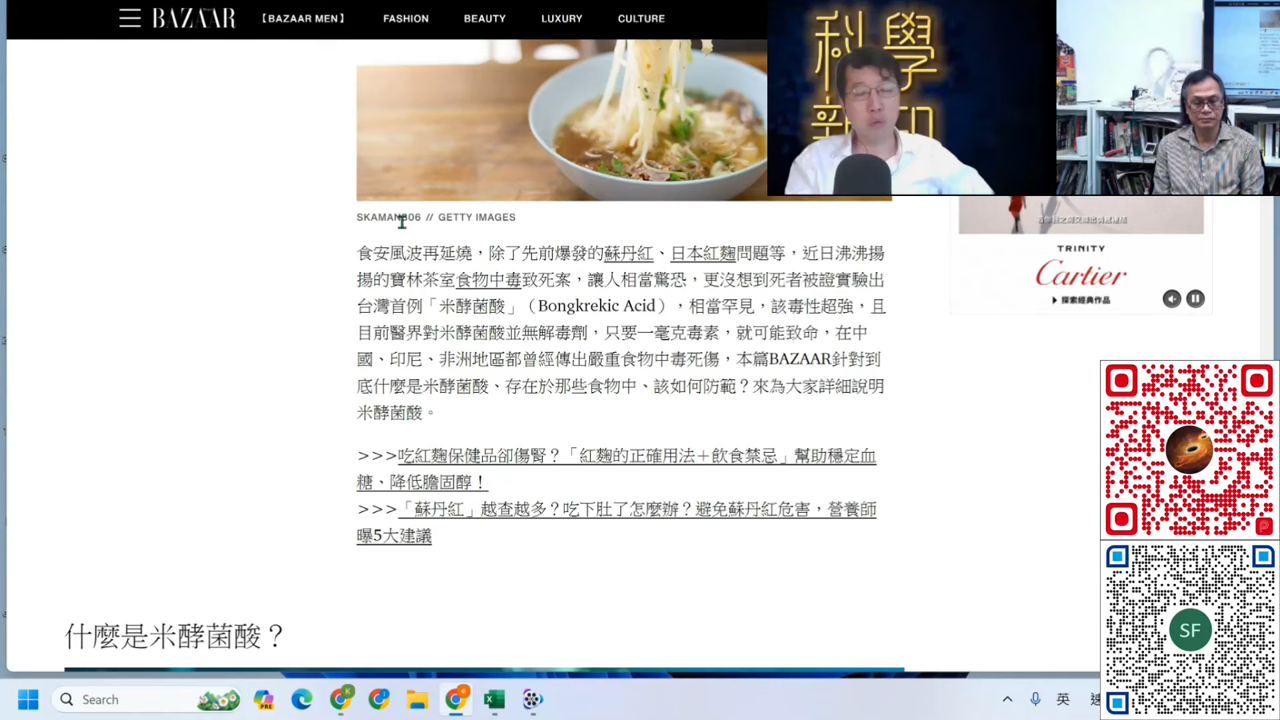 BAZAAR
【BAZAAR MEN】
FASHION
BEAUTY
LUXURY
CULTURE
科學
SKAMAN306 // GETTY IMAGES
食安風波再延燒，除了先前爆發的蘇丹紅、日本紅麴問題等，近日沸沸揚
揚的寶林茶室食物中毒致死案，讓人相當驚恐，更沒想到死者被證實驗出
台灣首例「米酵菌酸」（Bongkrekic Acid），相當罕見，該毒性超強，且
目前醫界對米酵菌酸並無解毒劑，只要一毫克毒素，就可能致命，在中
國、印尼、非洲地區都曾經傳出嚴重食物中毒死傷，本篇BAZAAR針對到
底什麼是米酵菌酸、存在於那些食物中、該如何防範？來為大家詳細說明
米酵菌酸。
>>>吃紅麴保健品卻傷腎？「紅麴的正確用法＋飲食禁忌」幫助穩定血
糖、降低膽固醇！
>>>「蘇丹紅」越查越多？吃下肚了怎麼辦？避免蘇丹紅危害，營養師
曝5大建議
什麼是米酵菌酸？
TRINITY
Cartier
▶ 探索經典作品
SF
Search
英